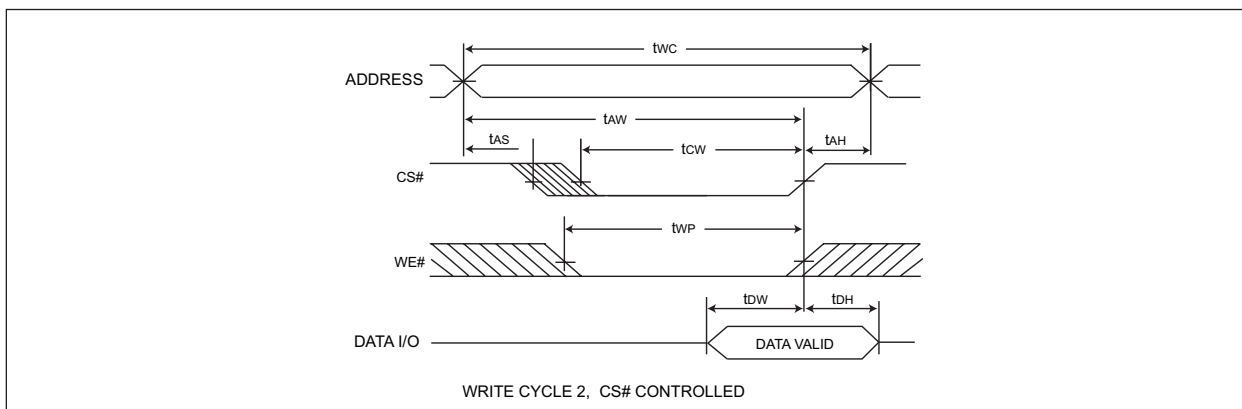 tWC
ADDRESS
tAW
tAS
tCW
tAH
CS#
tWP
WE#
tDW
tDH
DATA I/O
DATA VALID
WRITE CYCLE 2, CS# CONTROLLED